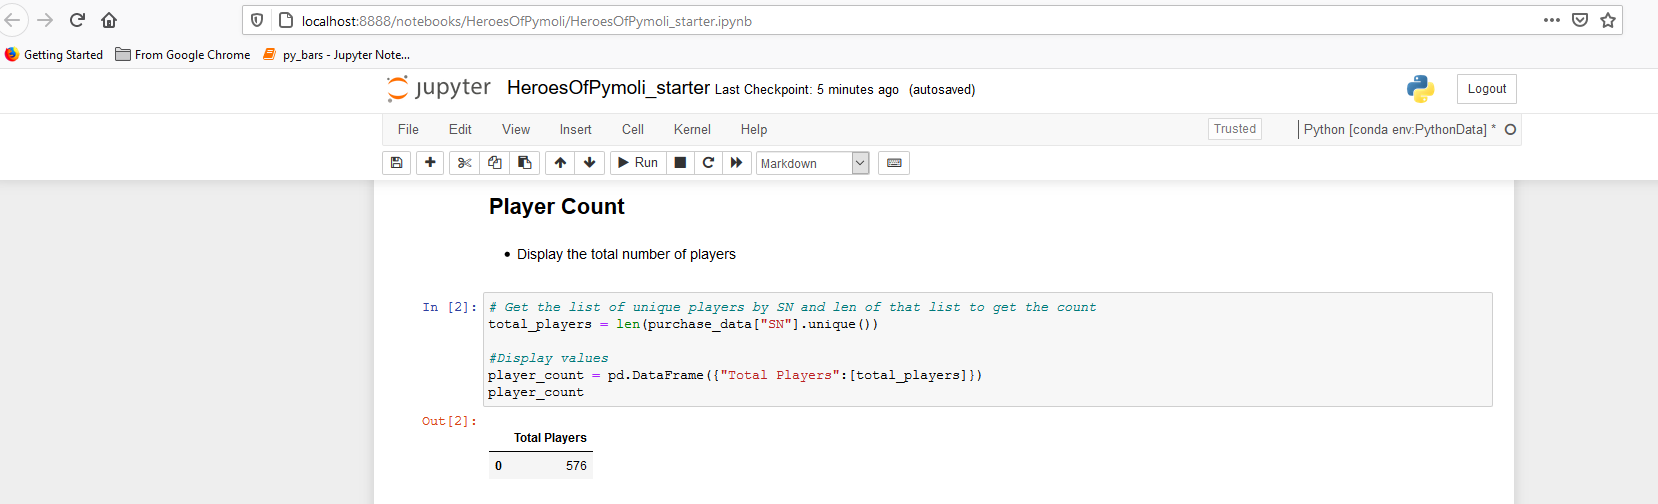 localhost:8888/notebooks/HeroesOfPymoli/HeroesOfPymoli_starter.ipynb
Getting Started From Google Chrome py_bars - Jupyter Note...
jupyter HeroesOfPymoli_starter Last Checkpoint: 5 minutes ago (autosaved) Logout
File Edit View Insert Cell Kernel Help Trusted Python [conda env:PythonData] *
Run Markdown
Player Count
• Display the total number of players
In [2]: # Get the list of unique players by SN and len of that list to get the count
total_players = len(purchase_data["SN"].unique())
#Display values
player_count = pd.DataFrame({"Total Players":[total_players]})
player_count
Out[2]:
Total Players
0 576